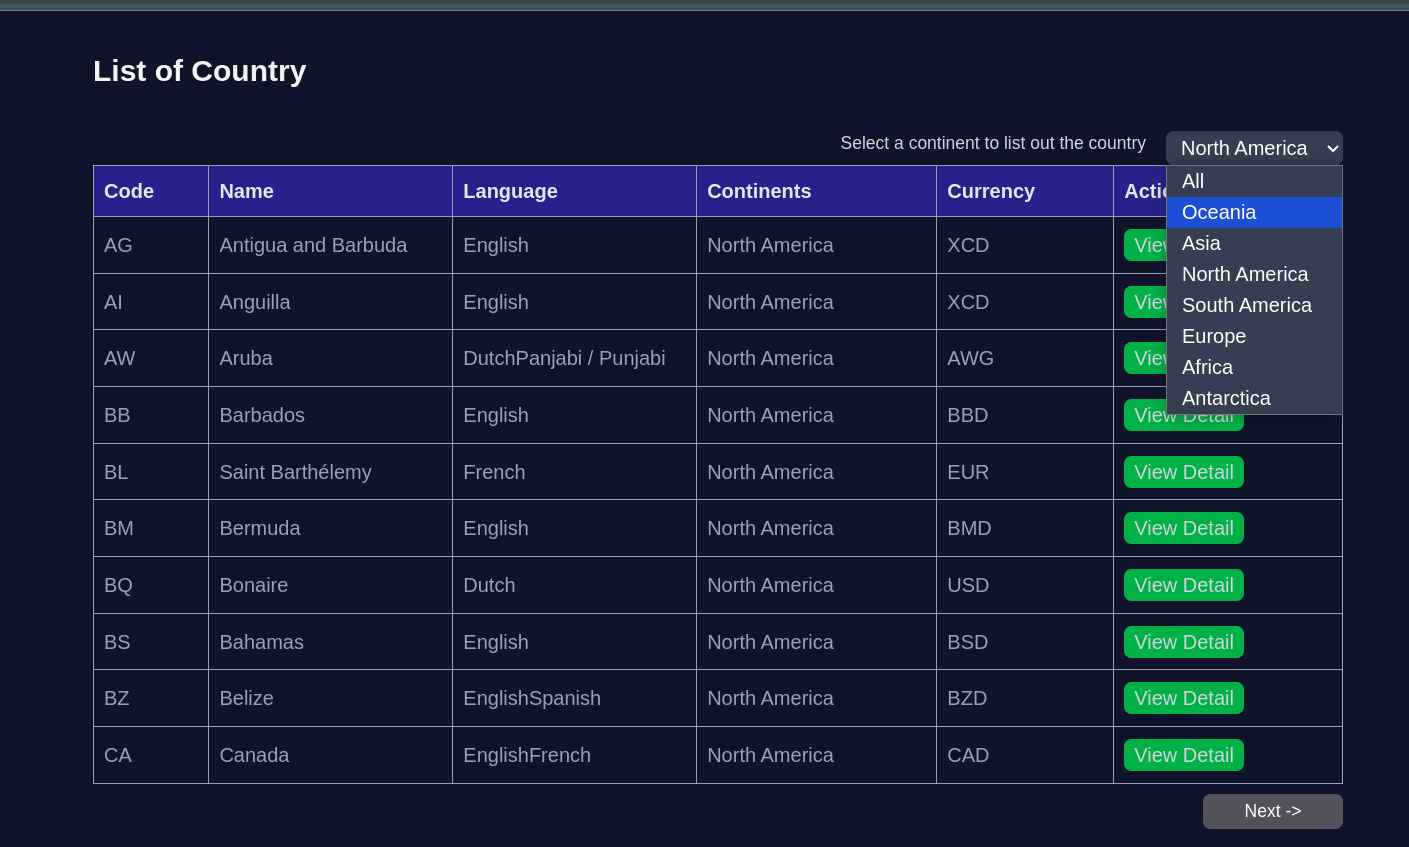 List of Country
Select a continent to list out the country North America
Code Name Language Continents Currency
All
Oceania
Asia
North America
South America
Europe
Africa
Antarctica
AG Antigua and Barbuda English North America XCD
AI Anguilla English North America XCD
AW Aruba DutchPanjabi / Punjabi North America AWG
BB Barbados English North America BBD View Detail
BL Saint Barthélemy French North America EUR View Detail
BM Bermuda English North America BMD View Detail
BQ Bonaire Dutch North America USD View Detail
BS Bahamas English North America BSD View Detail
BZ Belize EnglishSpanish North America BZD View Detail
CA Canada EnglishFrench North America CAD View Detail
Next ->